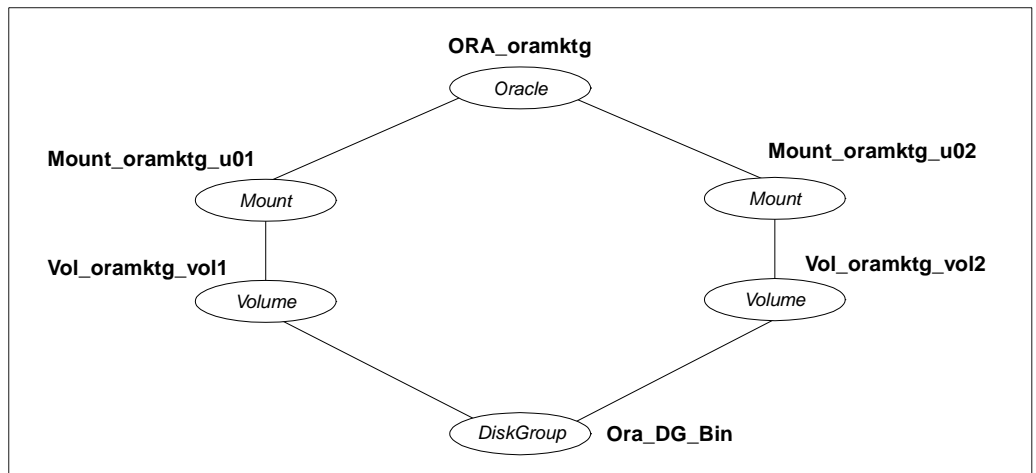 ORA_oramktg
Oracle
Mount_oramktg_u01
Mount_oramktg_u02
Mount
Mount
Vol_oramktg_vol1
Vol_oramktg_vol2
Volume
Volume
DiskGroup
Ora_DG_Bin